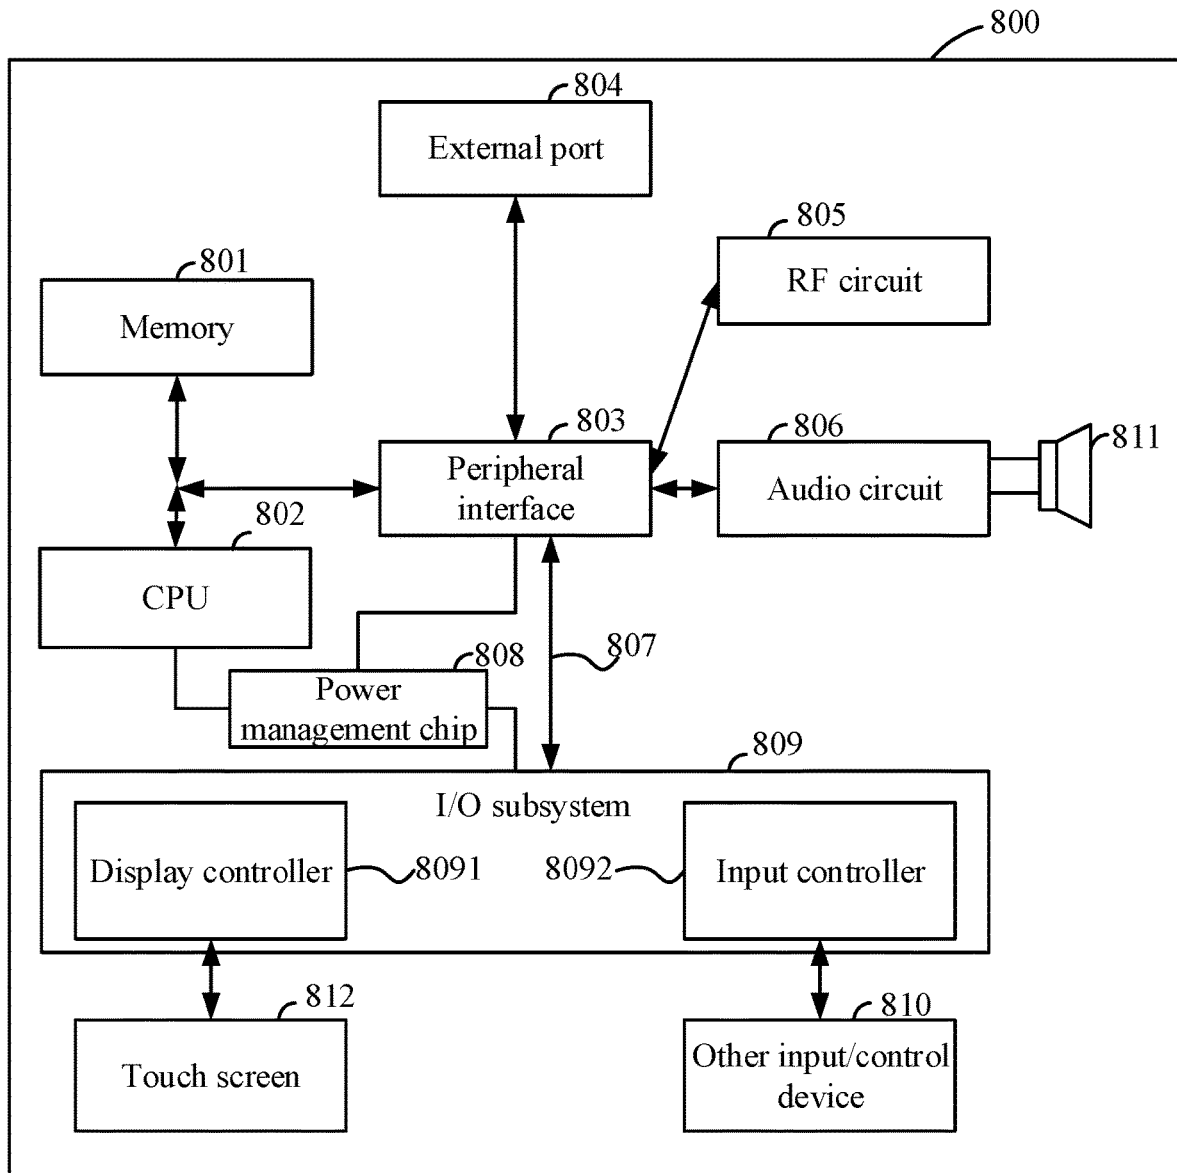 800
804
External port
805
RF circuit
801
Memory
803
Peripheral
interface
806
Audio circuit
811
802
CPU
807
808
Power
management chip
809
I/O subsystem
Display controller
8091
8092
Input controller
812
Touch screen
810
Other input/control
device